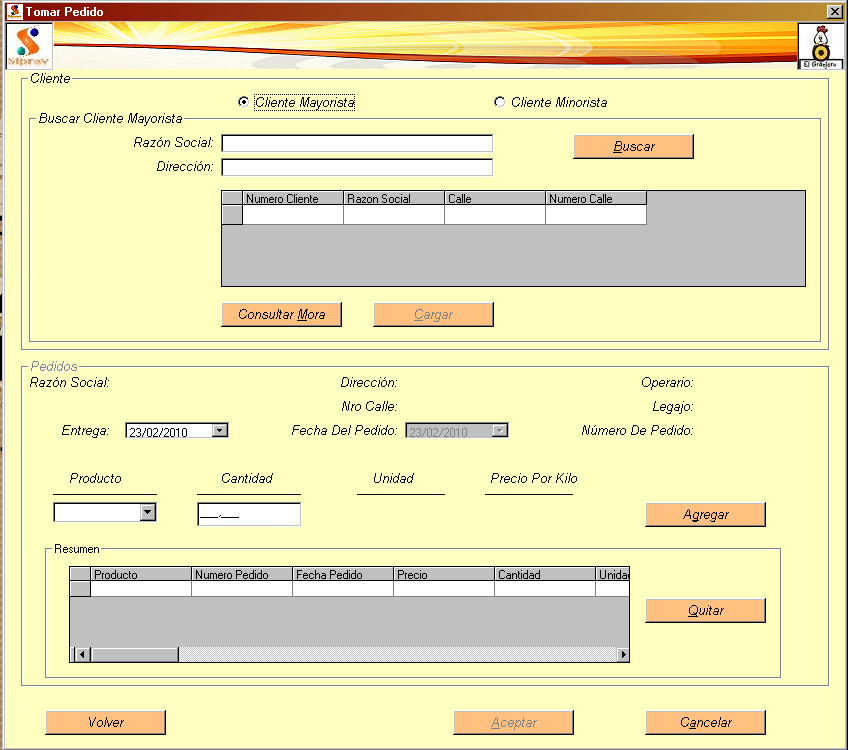 Tomar Pedido
Siprav
El Granjero
Cliente
Cliente Mayorista Cliente Minorista
Buscar Cliente Mayorista
Razón Social:
Buscar
Dirección:
Numero Cliente Razon Social Calle Numero Calle
Consultar Mora Cargar
Pedidos
Razón Social: Dirección: Operario:
Nro Calle: Legajo:
Entrega: 23/02/2010 Fecha Del Pedido: 23/02/2010 Número De Pedido:
Producto Cantidad Unidad Precio Por Kilo
__.__
Agregar
Resumen
Producto Numero Pedido Fecha Pedido Precio Cantidad Unidad
Quitar
Volver Aceptar Cancelar